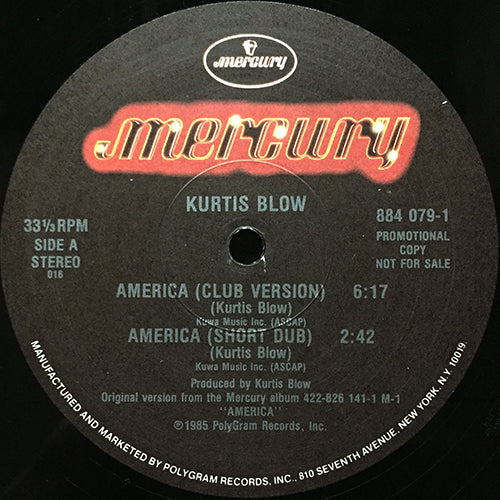 mercury
mercury
KURTIS BLOW
33⅓ RPM
SIDE A
STEREO
016
884 079-1
PROMOTIONAL
COPY
NOT FOR SALE
AMERICA (CLUB VERSION) 6:17
(Kurtis Blow)
Kuwa Music Inc. (ASCAP)
AMERICA (SHORT DUB) 2:42
(Kurtis Blow)
Kuwa Music Inc. (ASCAP)
Produced by Kurtis Blow
Original version from the Mercury album 422-826 141-1 M-1
"AMERICA"
℗1985 PolyGram Records, Inc.
MANUFACTURED AND MARKETED BY POLYGRAM RECORDS, INC., 810 SEVENTH AVENUE, NEW YORK, N.Y. 10019